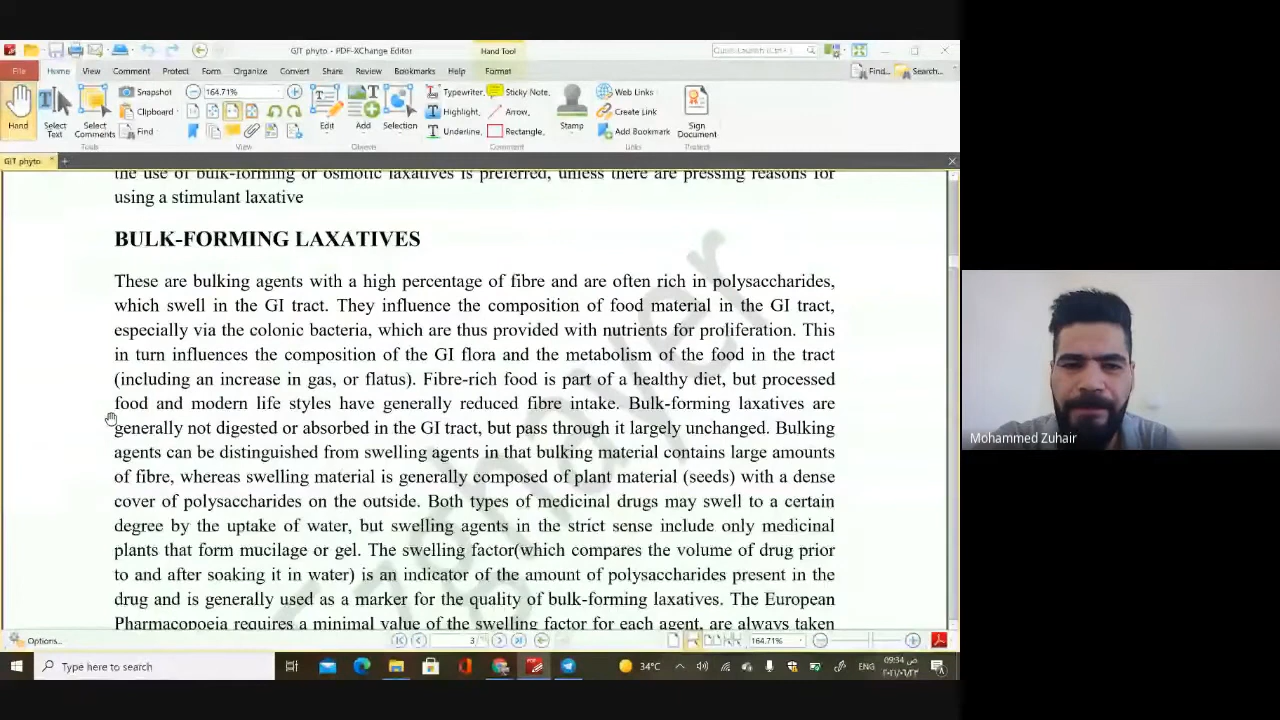 GIT phyto - PDF-XChange Editor
Hand Tool
File Home View Comment Protect Form Organize Convert Share Review Bookmarks Help Format
Find... Search...
Snapshot 164.71% Typewriter Sticky Note Web Links
Clipboard Highlight Arrow Create Link
Find Underline Rectangle Add Bookmark
Hand Select Text Select Comments Edit Add Selection Stamp Sign Document
Tools View Comment Links Protect
GIT phyto
the use of bulk-forming or osmotic laxatives is preferred, unless there are pressing reasons for
using a stimulant laxative
BULK-FORMING LAXATIVES
These are bulking agents with a high percentage of fibre and are often rich in polysaccharides,
which swell in the GI tract. They influence the composition of food material in the GI tract,
especially via the colonic bacteria, which are thus provided with nutrients for proliferation. This
in turn influences the composition of the GI flora and the metabolism of the food in the tract
(including an increase in gas, or flatus). Fibre-rich food is part of a healthy diet, but processed
food and modern life styles have generally reduced fibre intake. Bulk-forming laxatives are
generally not digested or absorbed in the GI tract, but pass through it largely unchanged. Bulking
agents can be distinguished from swelling agents in that bulking material contains large amounts
of fibre, whereas swelling material is generally composed of plant material (seeds) with a dense
cover of polysaccharides on the outside. Both types of medicinal drugs may swell to a certain
degree by the uptake of water, but swelling agents in the strict sense include only medicinal
plants that form mucilage or gel. The swelling factor(which compares the volume of drug prior
to and after soaking it in water) is an indicator of the amount of polysaccharides present in the
drug and is generally used as a marker for the quality of bulk-forming laxatives. The European
Pharmacopoeia requires a minimal value of the swelling factor for each agent, are always taken
Options... 3 164.71%
Type here to search
34°C ENG 09:34 ص
٢٠٢١/٠٦/٢٣
Mohammed Zuhair